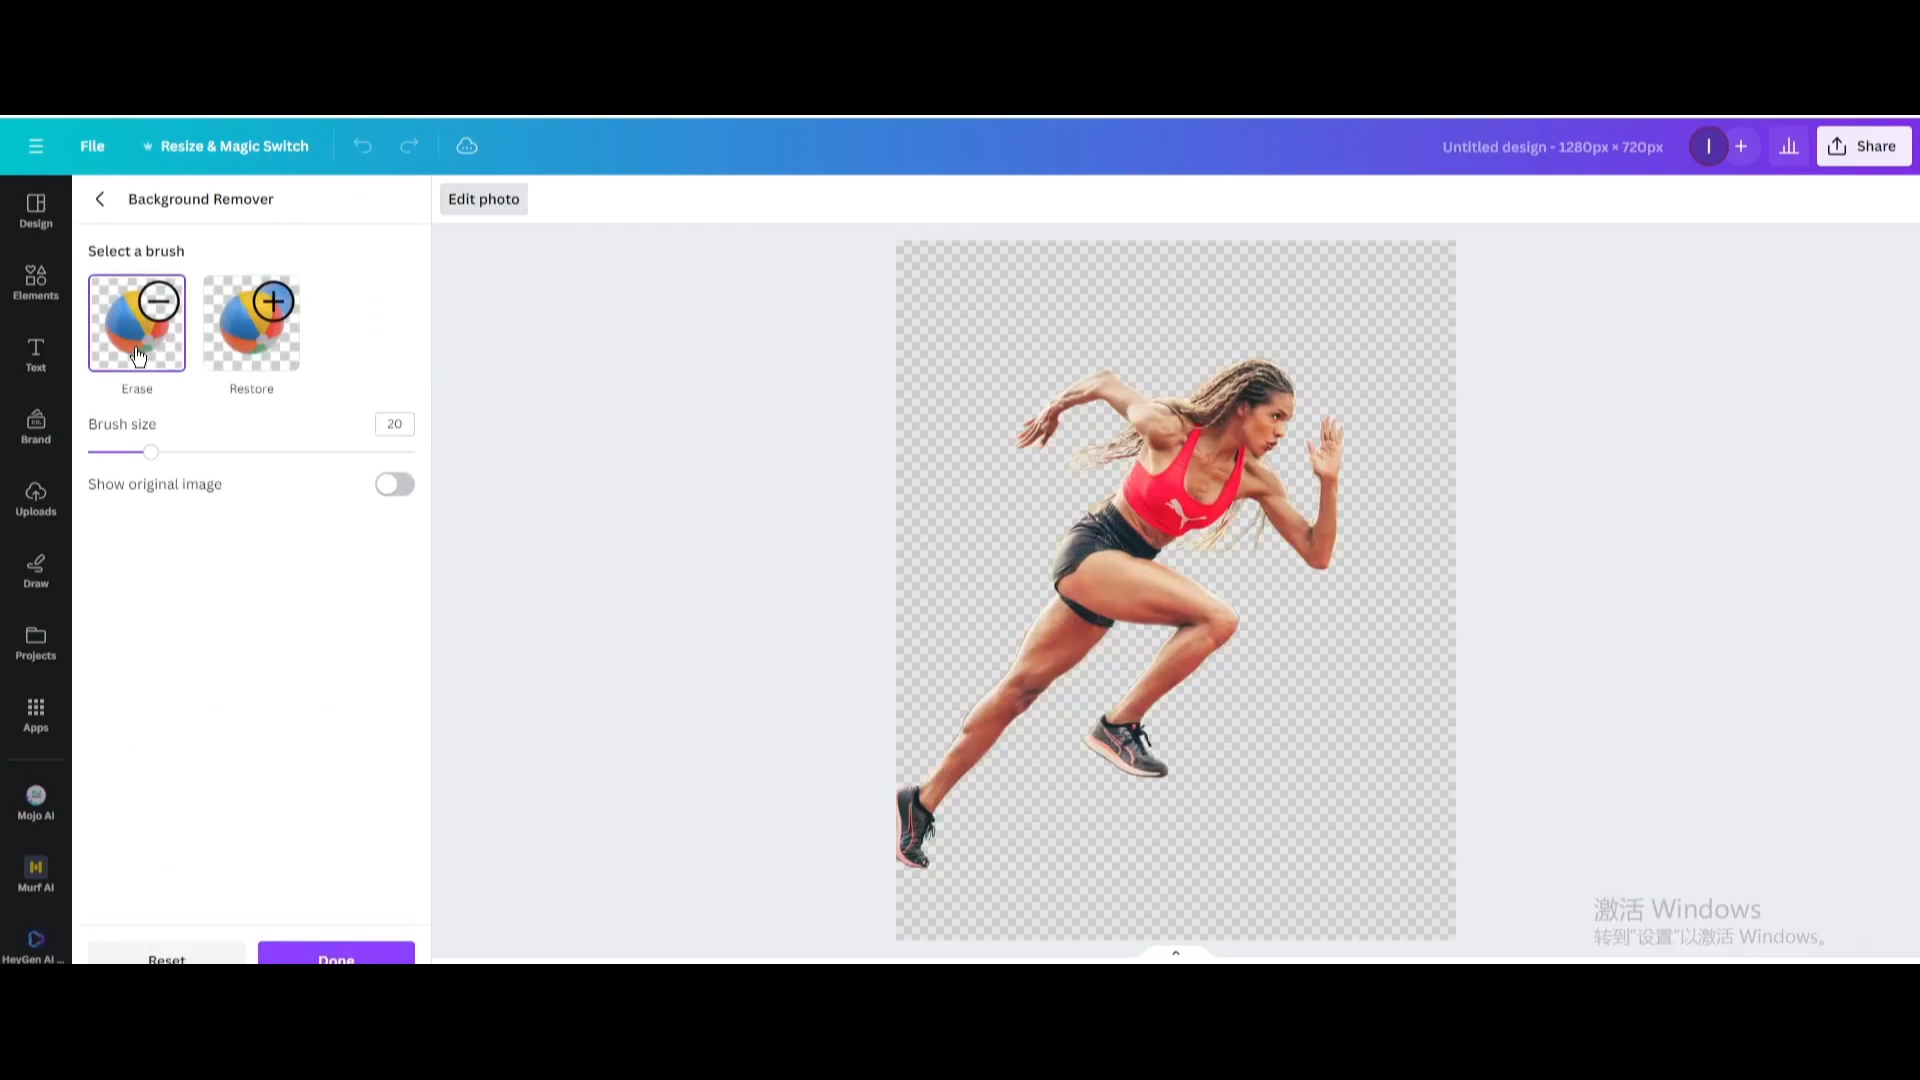 File
Resize & Magic Switch
Untitled design - 1280px × 720px
I
+
Share
Design
Elements
Text
Brand
Uploads
Draw
Projects
Apps
Mojo AI
Murf AI
HeyGen AI ...
Background Remover
Select a brush
Erase
Restore
Brush size
20
Show original image
Reset
Done
Edit photo
激活 Windows
转到"设置"以激活 Windows。